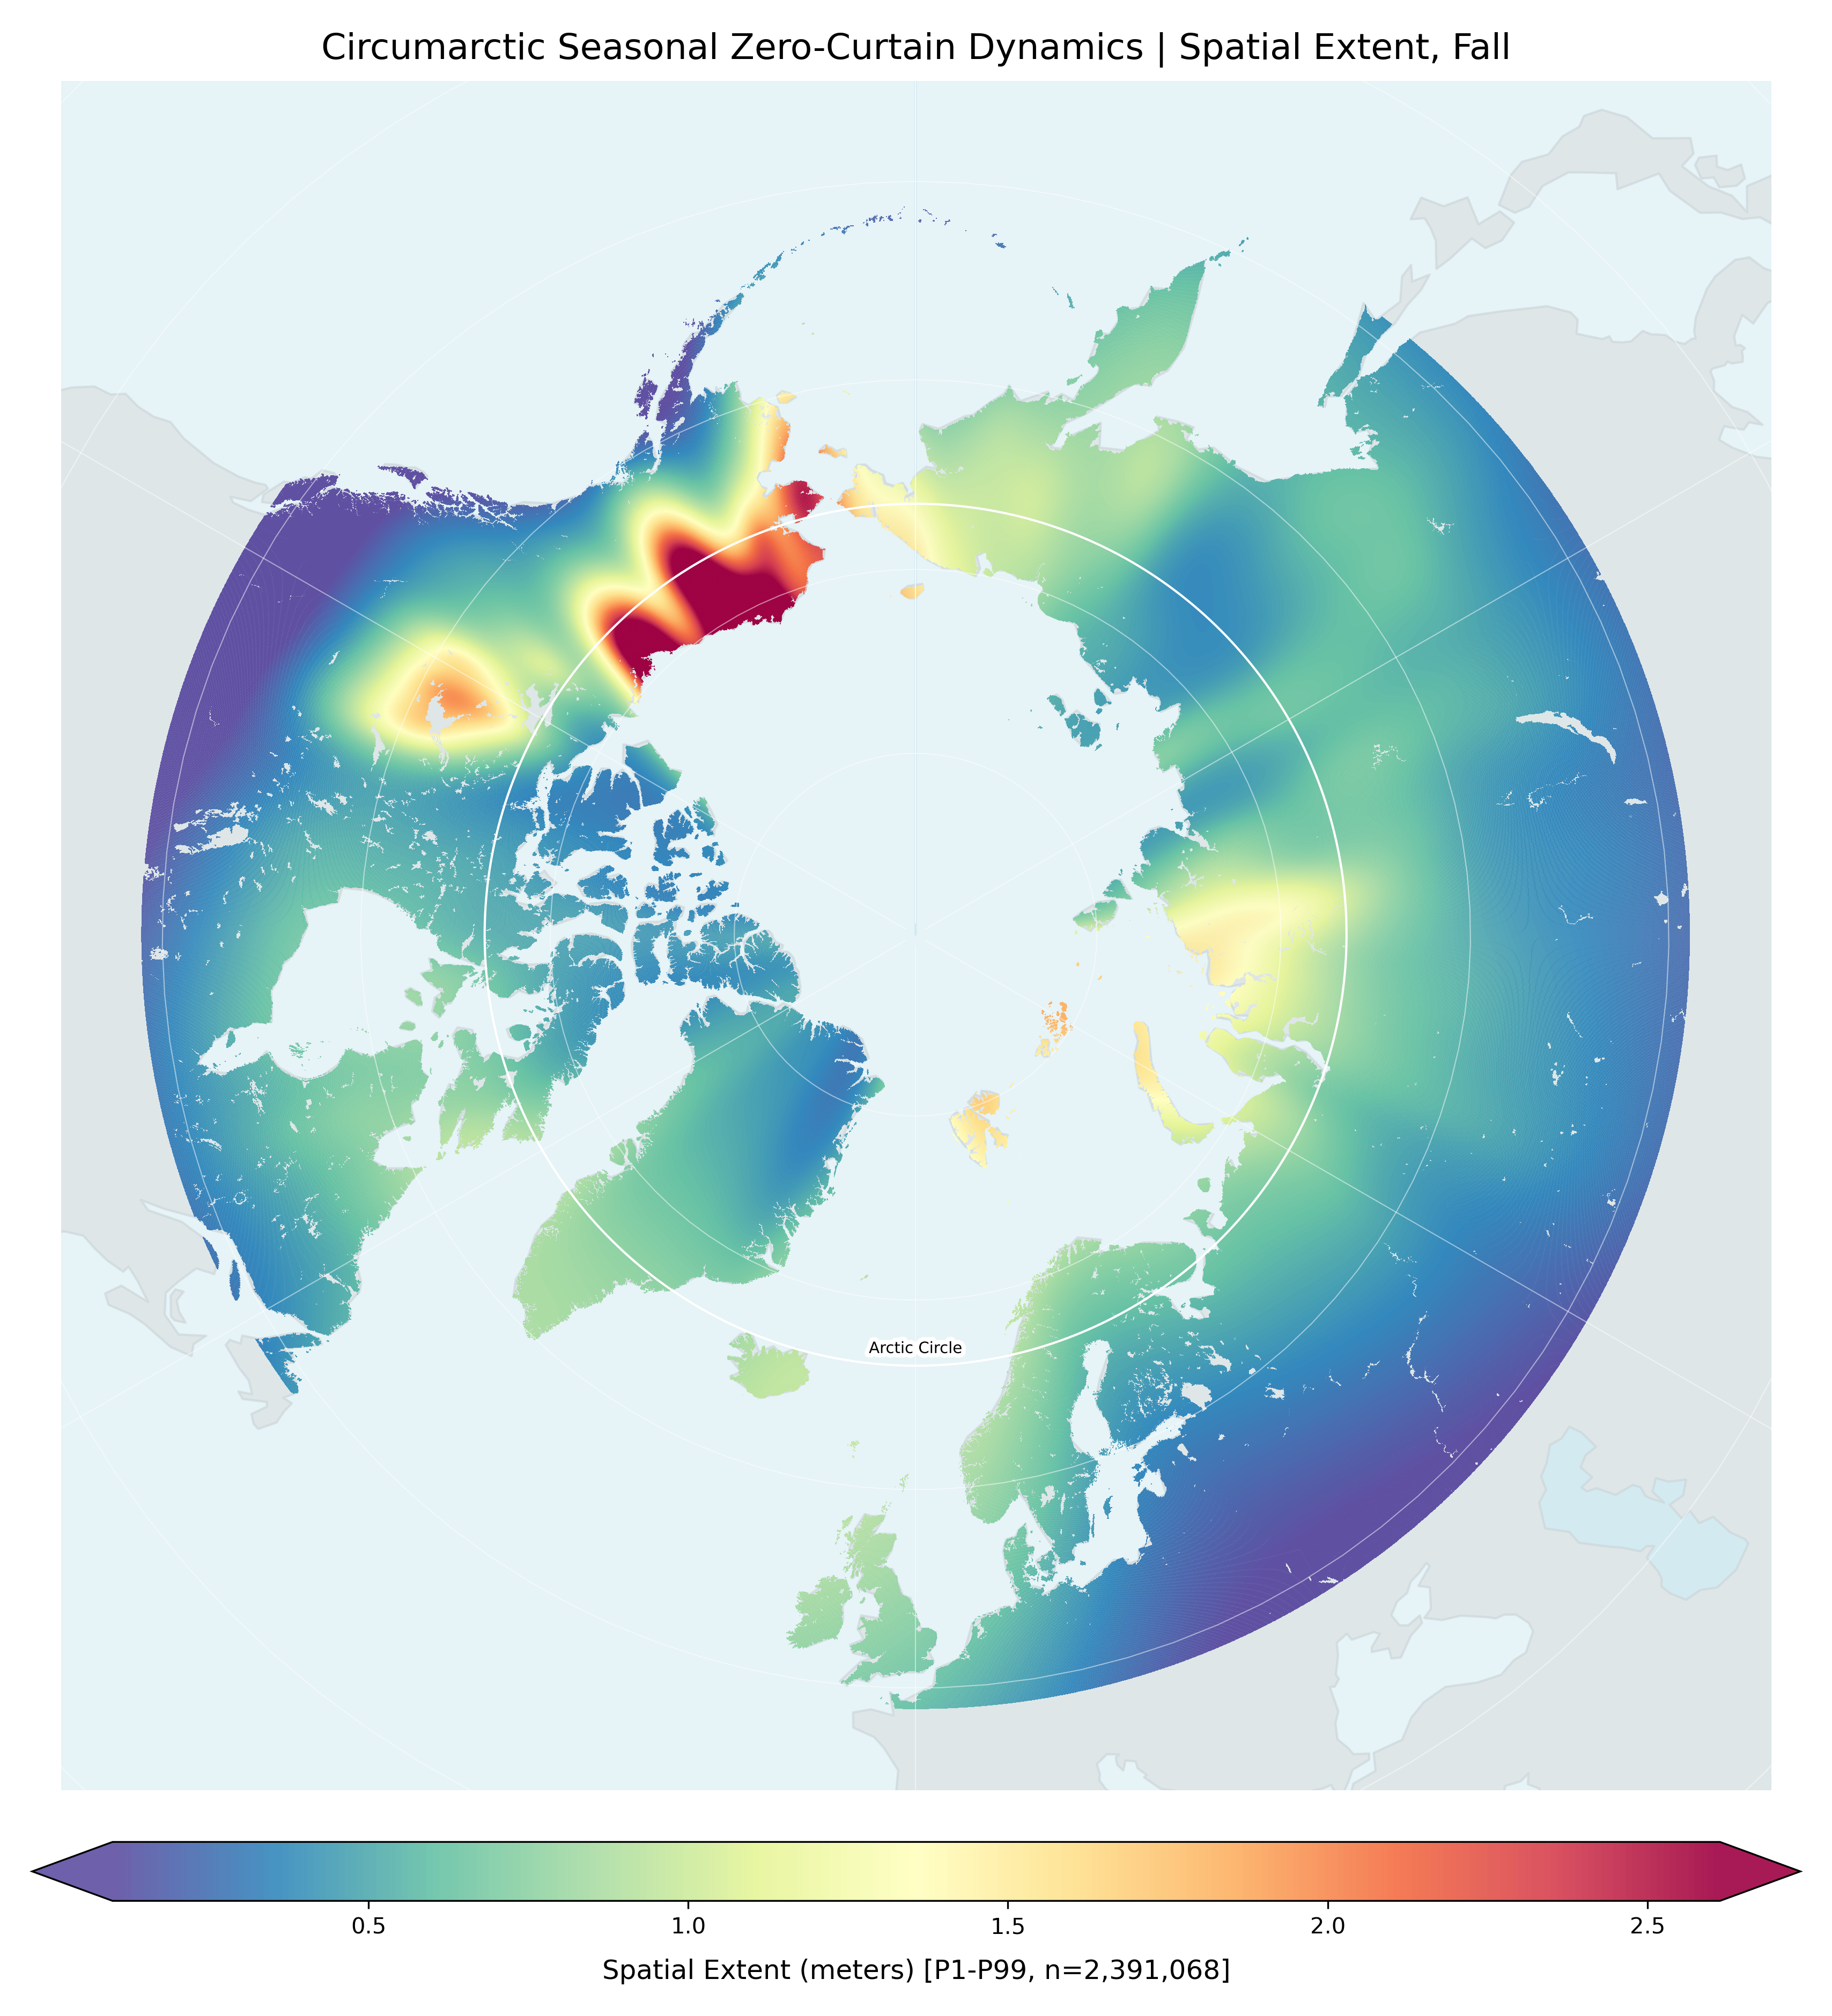 Circumarctic Seasonal Zero-Curtain Dynamics | Spatial Extent, Fall
Arctic Circle
0.5 1.0 1.5 2.0 2.5
Spatial Extent (meters) [P1-P99, n=2,391,068]